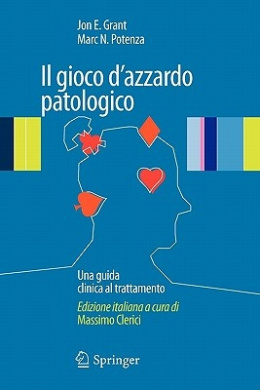 Jon E. Grant
Marc N. Potenza
Il gioco d'azzardo
patologico
Una guida
clinica al trattamento
Edizione italiana a cura di
Massimo Clerici
Springer